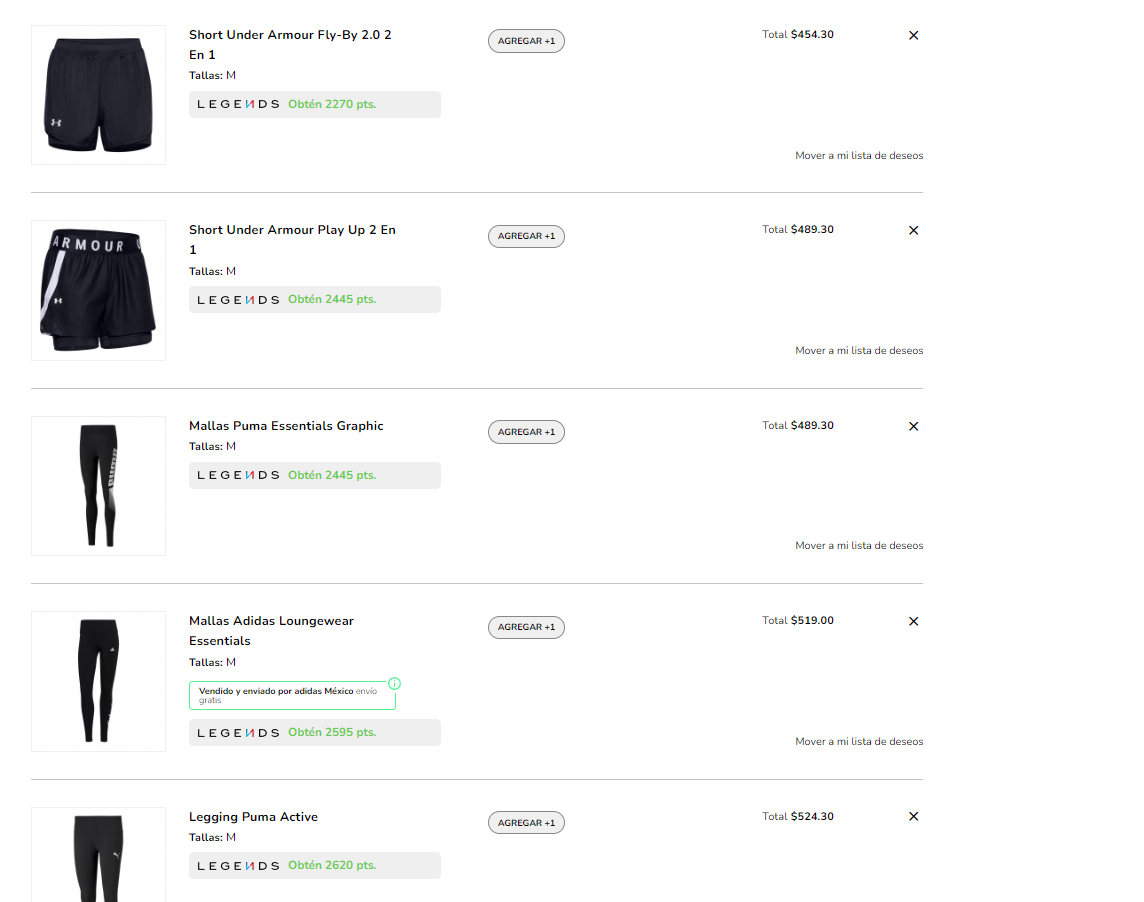 Short Under Armour Fly-By 2.0 2
En 1
AGREGAR +1
Total $454.30
Tallas: M
LEGENDS Obtén 2270 pts.
Mover a mi lista de deseos
ARMOUR
Short Under Armour Play Up 2 En
1
AGREGAR +1
Total $489.30
Tallas: M
LEGENDS Obtén 2445 pts.
Mover a mi lista de deseos
PUMA
Mallas Puma Essentials Graphic
AGREGAR +1
Total $489.30
Tallas: M
LEGENDS Obtén 2445 pts.
Mover a mi lista de deseos
Mallas Adidas Loungewear
Essentials
AGREGAR +1
Total $519.00
Tallas: M
Vendido y enviado por adidas México envío
gratis
LEGENDS Obtén 2595 pts.
Mover a mi lista de deseos
Legging Puma Active
AGREGAR +1
Total $524.30
Tallas: M
LEGENDS Obtén 2620 pts.